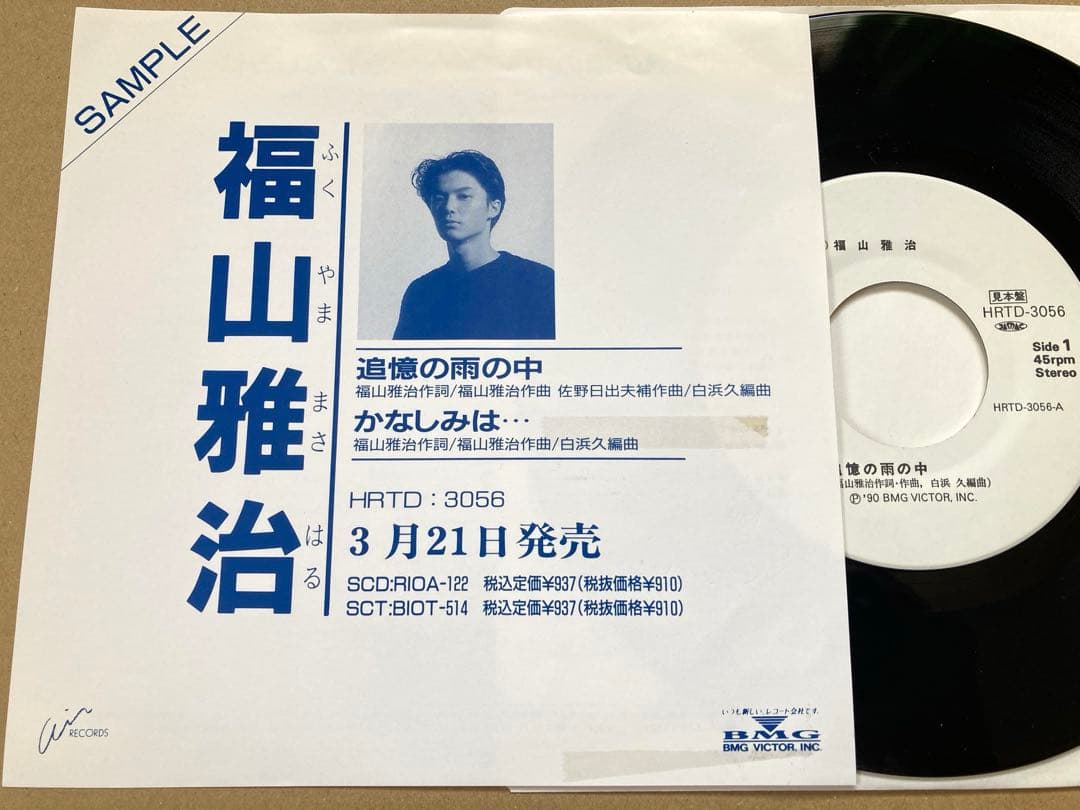 SAMPLE
福山雅治
ふくやままさはる
追憶の雨の中
福山雅治作詞/福山雅治作曲 佐野日出夫補作曲/白浜久編曲
かなしみは…
福山雅治作詞/福山雅治作曲/白浜久編曲
HRTD:3056
3月21日発売
SCD:RIOA-122 税込定価¥937(税抜価格¥910)
SCT:BIOT-514 税込定価¥937(税抜価格¥910)
air RECORDS
いつも新しい、レコード会社です。
BMG
BMG VICTOR, INC.
福山雅治
見本盤
HRTD-3056
Side 1
45rpm
Stereo
HRTD-3056-A
憶の雨の中
山雅治作詞・作曲, 白浜 久編曲)
Ⓟ'90 BMG VICTOR, INC.